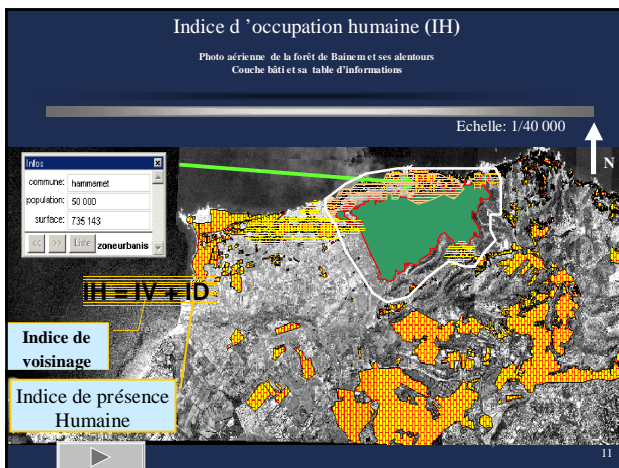 Indice d ’occupation humaine (IH)
Photo aérienne de la forêt de Bainem et ses alentours
Couche bâti et sa table d’informations
Echelle: 1/40 000
N
Infos
commune: hammamet
population: 50 000
surface: 735 143
<< >> Liste zoneurbanis
IH = IV + ID
Indice de
voisinage
Indice de présence
Humaine
11